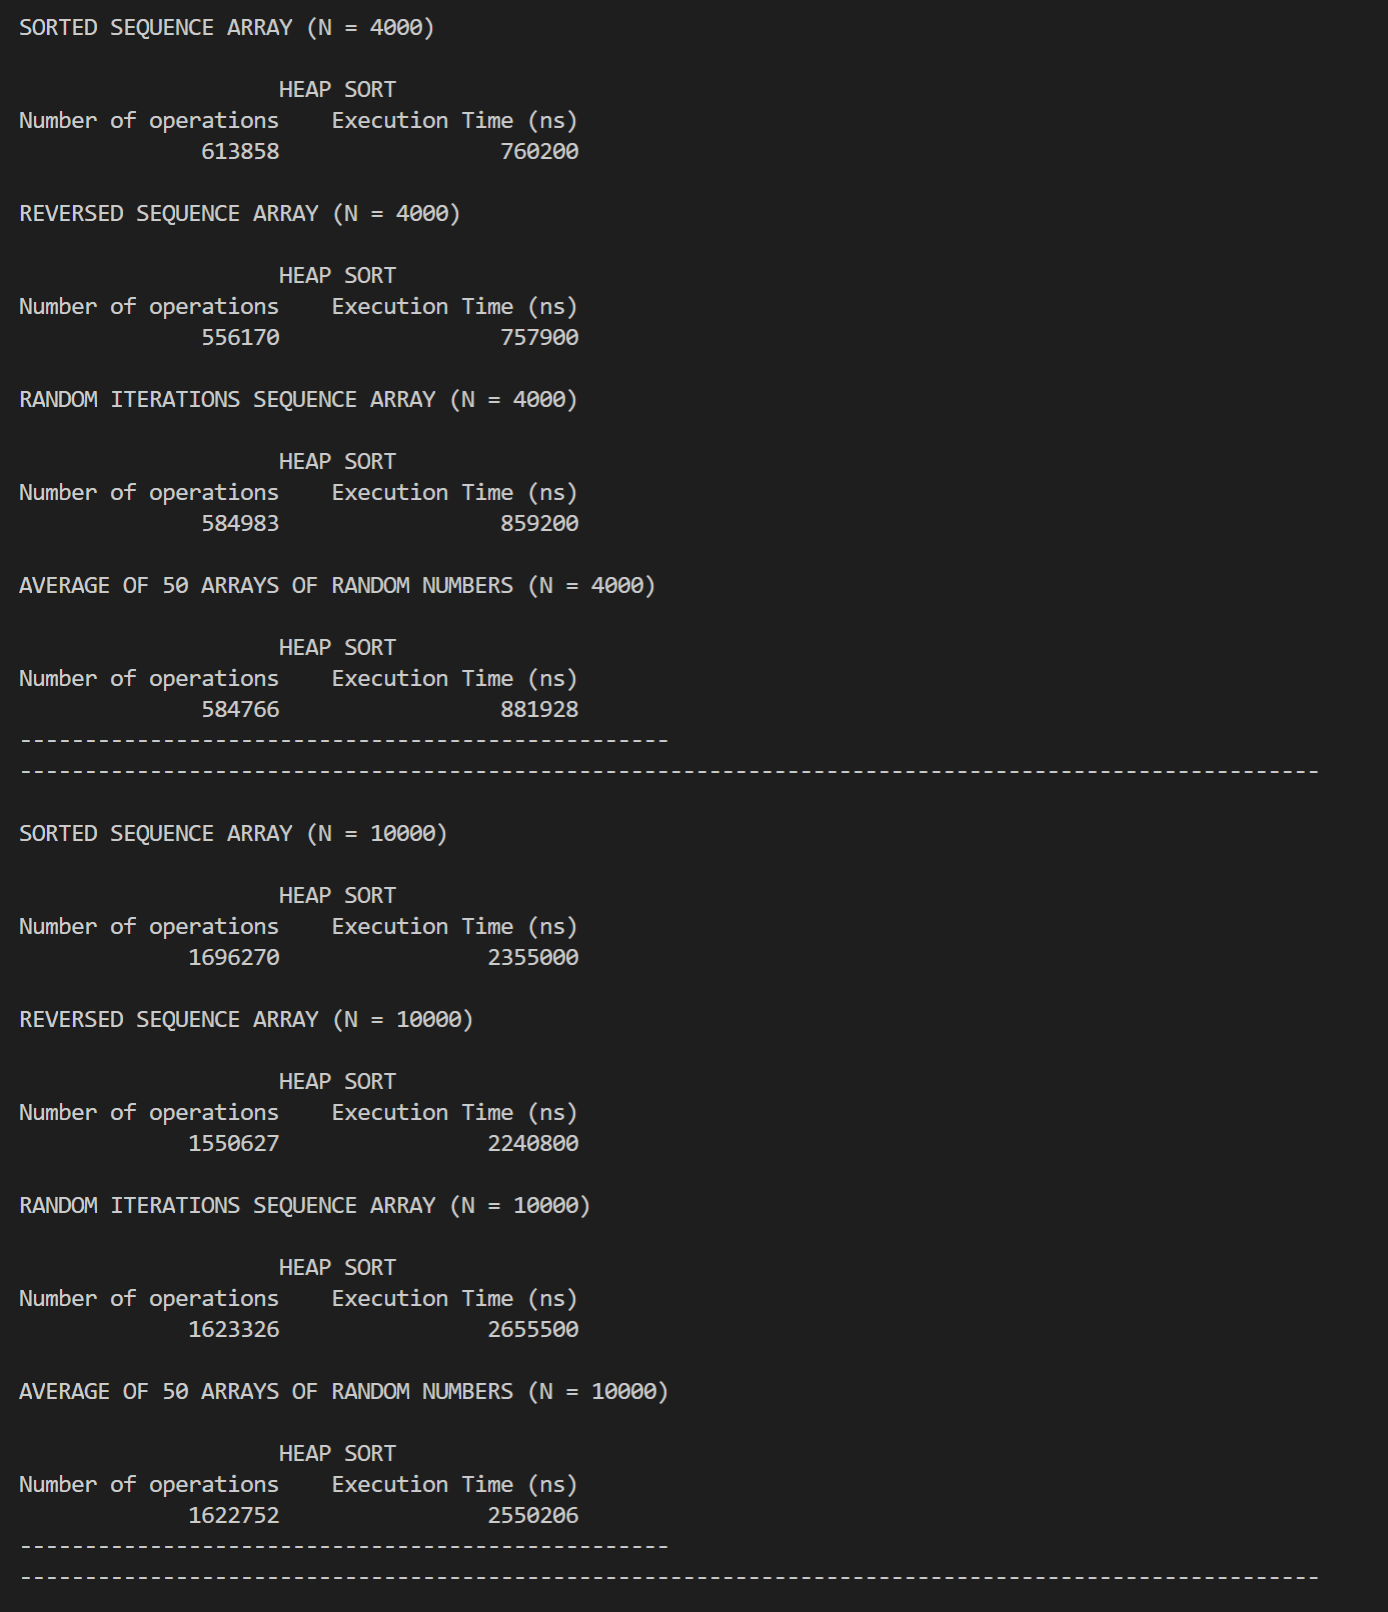 SORTED SEQUENCE ARRAY (N = 4000)
HEAP SORT
Number of operations    Execution Time (ns)
613858                 760200
REVERSED SEQUENCE ARRAY (N = 4000)
HEAP SORT
Number of operations    Execution Time (ns)
556170                 757900
RANDOM ITERATIONS SEQUENCE ARRAY (N = 4000)
HEAP SORT
Number of operations    Execution Time (ns)
584983                 859200
AVERAGE OF 50 ARRAYS OF RANDOM NUMBERS (N = 4000)
HEAP SORT
Number of operations    Execution Time (ns)
584766                 881928
--------------------------------------------------
----------------------------------------------------------------------------------------------------
SORTED SEQUENCE ARRAY (N = 10000)
HEAP SORT
Number of operations    Execution Time (ns)
1696270                2355000
REVERSED SEQUENCE ARRAY (N = 10000)
HEAP SORT
Number of operations    Execution Time (ns)
1550627                2240800
RANDOM ITERATIONS SEQUENCE ARRAY (N = 10000)
HEAP SORT
Number of operations    Execution Time (ns)
1623326                2655500
AVERAGE OF 50 ARRAYS OF RANDOM NUMBERS (N = 10000)
HEAP SORT
Number of operations    Execution Time (ns)
1622752                2550206
--------------------------------------------------
----------------------------------------------------------------------------------------------------